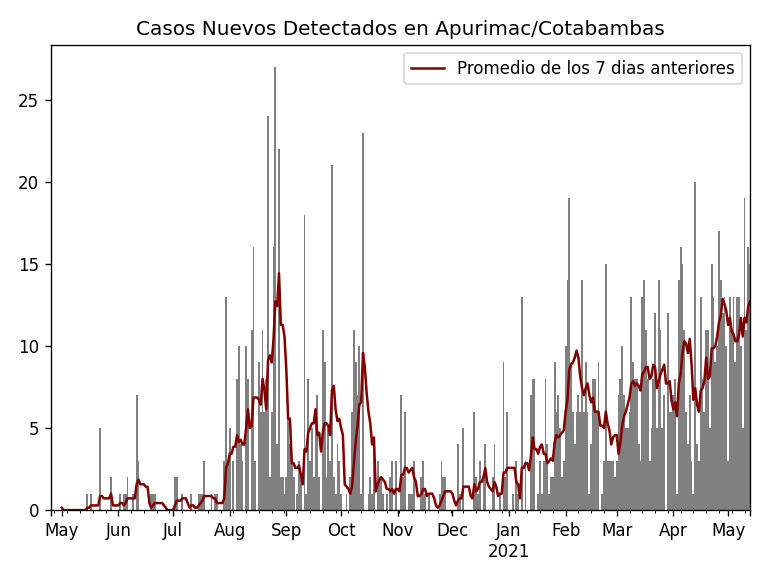 Casos Nuevos Detectados en Apurimac/Cotabambas
Promedio de los 7 dias anteriores
25
20
15
10
5
0
May Jun Jul Aug Sep Oct Nov Dec Jan Feb Mar Apr May
2021